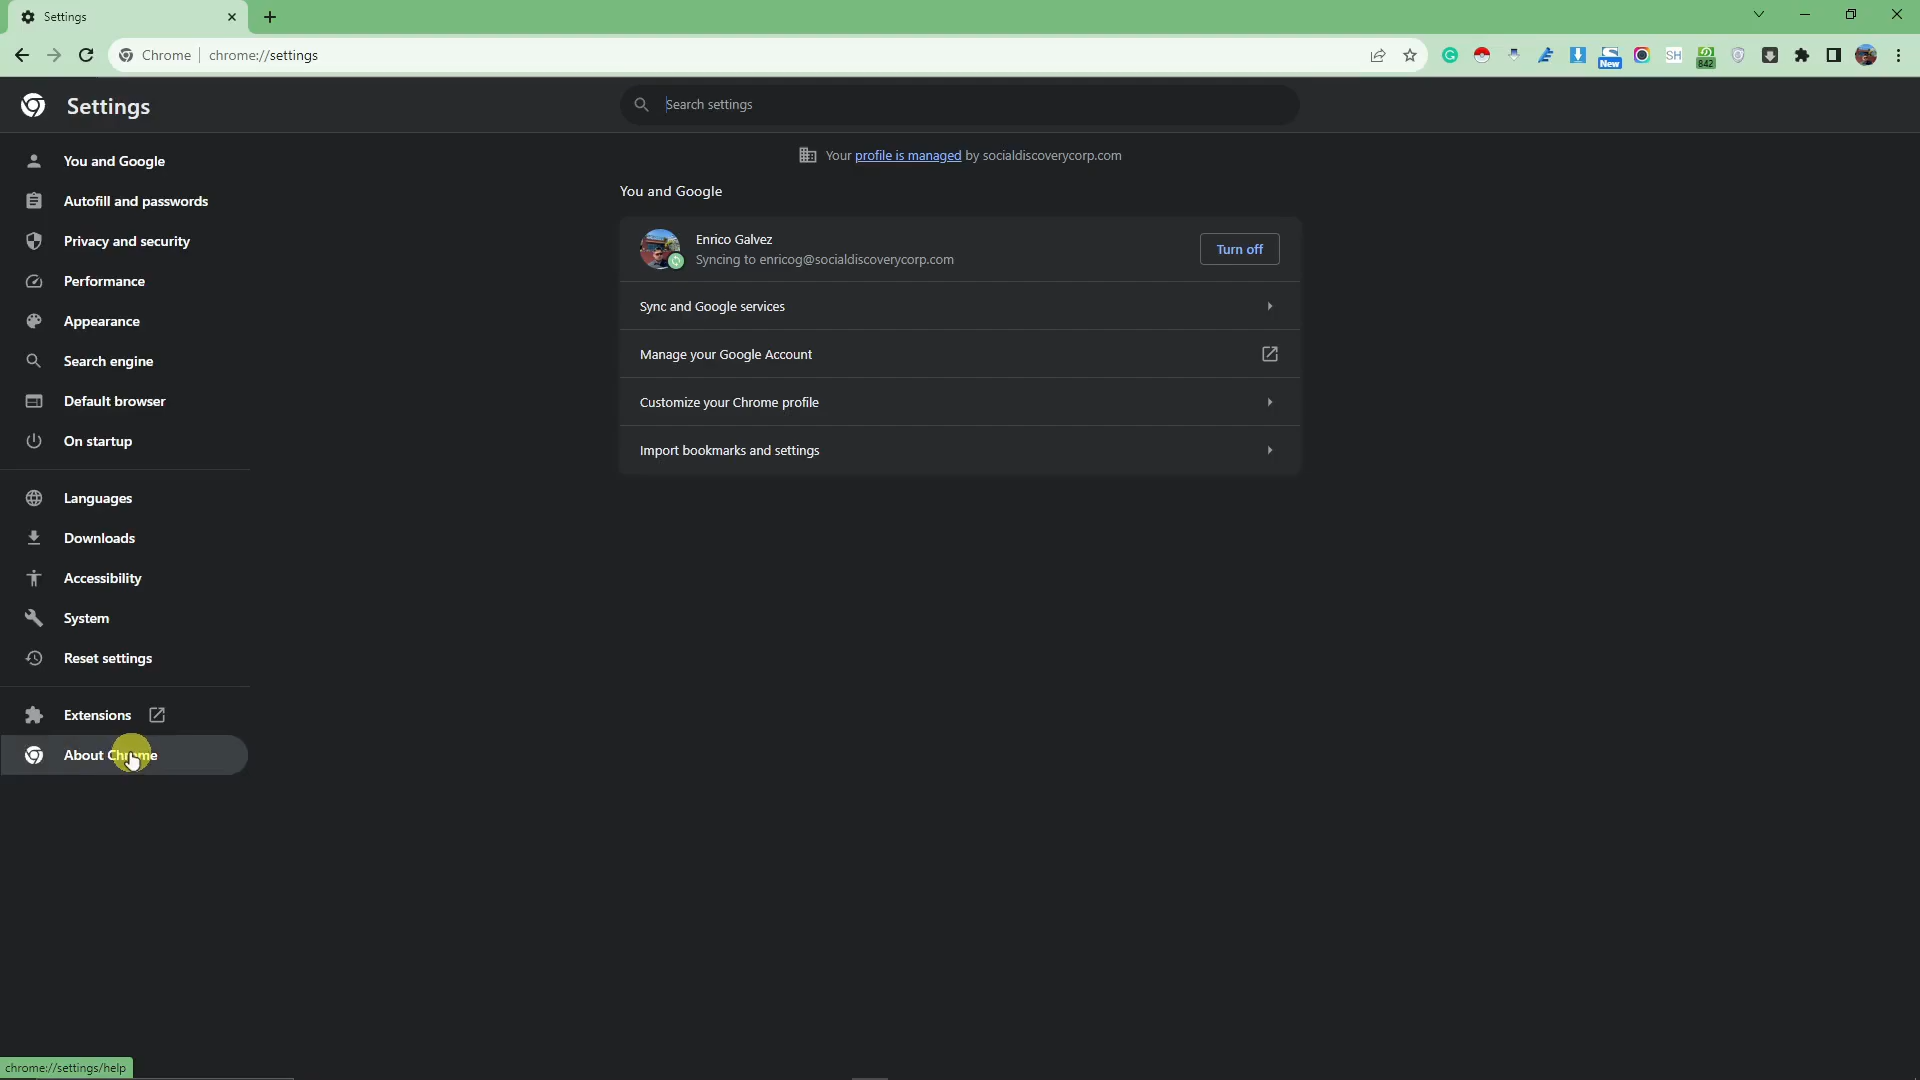 Settings
Chrome
chrome://settings
New
SH
842
Settings
Search settings
You and Google
Autofill and passwords
Privacy and security
Performance
Appearance
Search engine
Default browser
On startup
Languages
Downloads
Accessibility
System
Reset settings
Extensions
About Chrome
Your profile is managed by socialdiscoverycorp.com
You and Google
Enrico Galvez
Syncing to enricog@socialdiscoverycorp.com
Turn off
Sync and Google services
Manage your Google Account
Customize your Chrome profile
Import bookmarks and settings
chrome://settings/help